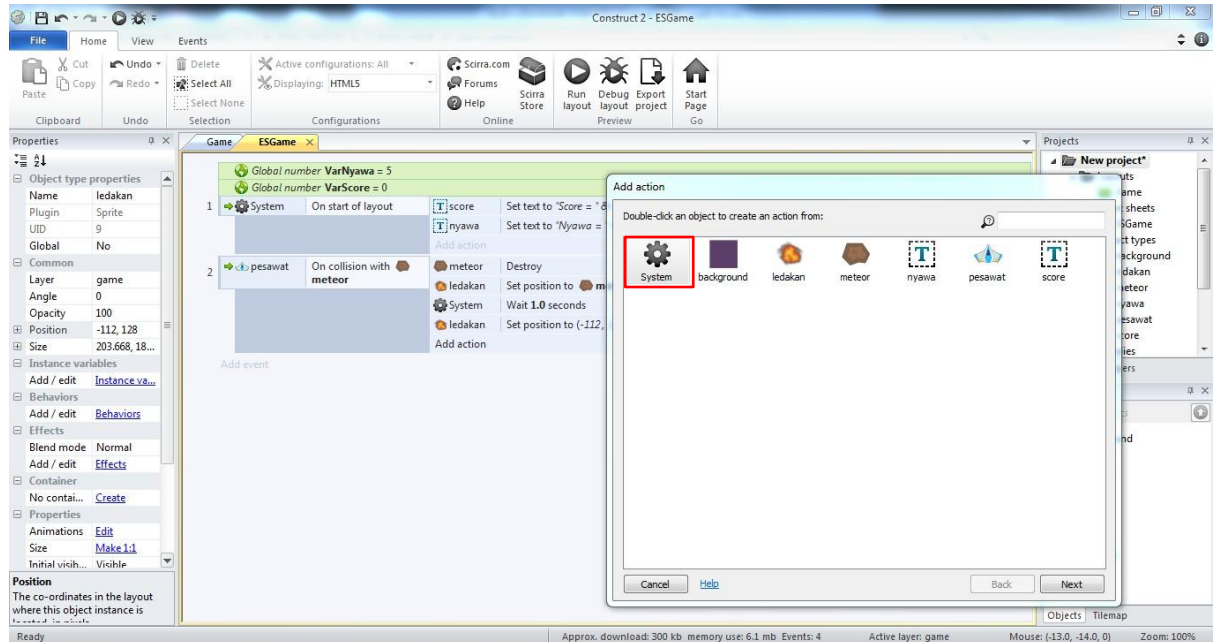 Construct 2 - ESGame
File Home View Events
Cut
Copy
Paste
Clipboard
Undo
Redo
Undo
Delete
Select All
Select None
Selection
Active configurations: All
Displaying: HTML5
Configurations
Scirra.com
Forums
Help
Scirra Store
Online
Run layout
Debug layout
Export project
Preview
Start Page
Go
Properties
Object type properties
Name ledakan
Plugin Sprite
UID 9
Global No
Common
Layer game
Angle 0
Opacity 100
Position -112, 128
Size 203.668, 18...
Instance variables
Add / edit Instance va...
Behaviors
Add / edit Behaviors
Effects
Blend mode Normal
Add / edit Effects
Container
No contai... Create
Properties
Animations Edit
Size Make 1:1
Initial visib... Visible
Position
The co-ordinates in the layout
where this object instance is
Game ESGame
Global number VarNyawa = 5
Global number VarScore = 0
1 System On start of layout T score Set text to "Score = " &
T nyawa Set text to "Nyawa =
Add action
2 pesawat On collision with meteor
meteor Destroy
ledakan Set position to
System Wait 1.0 seconds
ledakan Set position to (-112,
Add action
Add event
Add action
Double-click an object to create an action from:
System background ledakan meteor nyawa pesawat score
Cancel Help Back Next
Projects
New project*
Objects Tilemap
Ready Approx. download: 300 kb memory use: 6.1 mb Events: 4 Active layer: game Mouse: (-13.0, -14.0, 0) Zoom: 100%